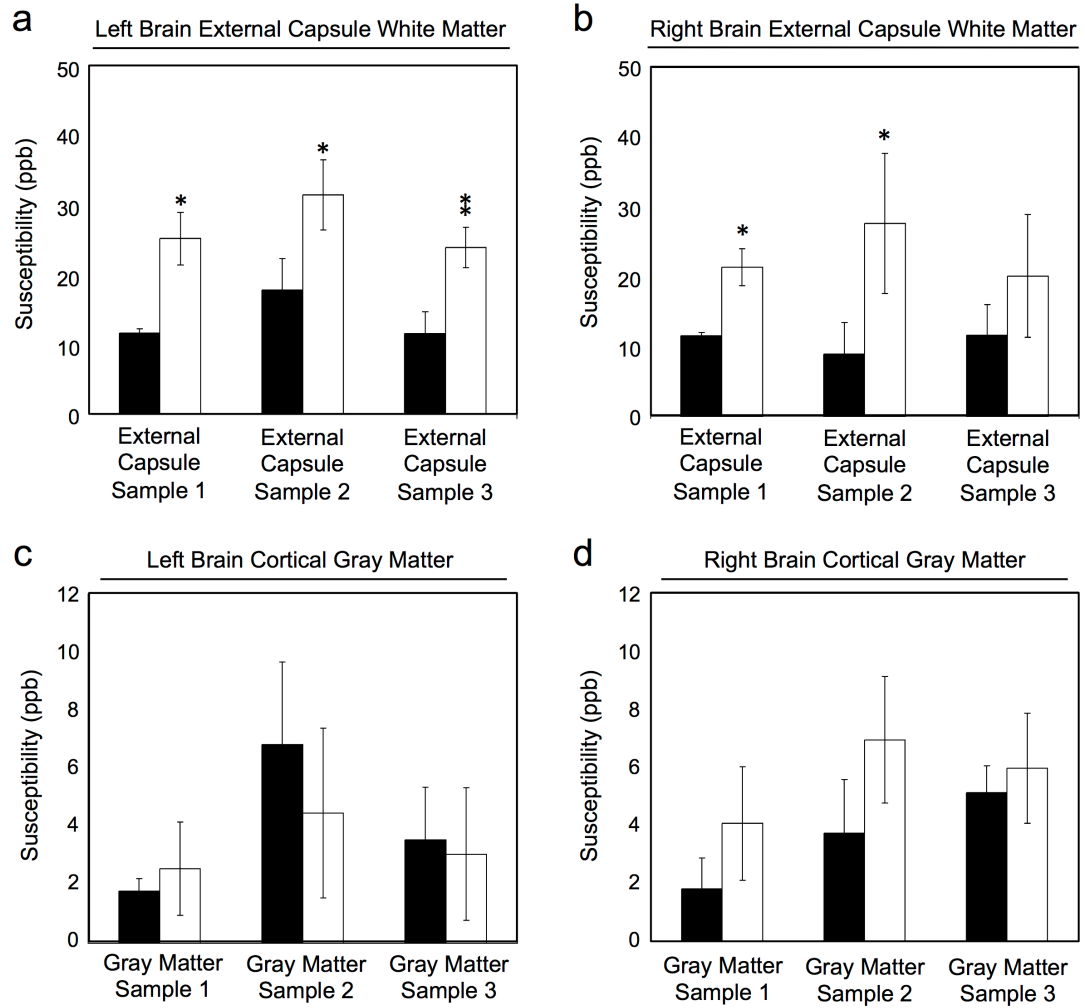 a
Left Brain External Capsule White Matter
Susceptibility (ppb)
50
40
30
20
10
0
*
*
*
*
External
Capsule
Sample 1
External
Capsule
Sample 2
External
Capsule
Sample 3
b
Right Brain External Capsule White Matter
Susceptibility (ppb)
50
40
30
20
10
0
*
*
External
Capsule
Sample 1
External
Capsule
Sample 2
External
Capsule
Sample 3
c
Left Brain Cortical Gray Matter
Susceptibility (ppb)
12
10
8
6
4
2
0
Gray Matter
Sample 1
Gray Matter
Sample 2
Gray Matter
Sample 3
d
Right Brain Cortical Gray Matter
Susceptibility (ppb)
12
10
8
6
4
2
0
Gray Matter
Sample 1
Gray Matter
Sample 2
Gray Matter
Sample 3